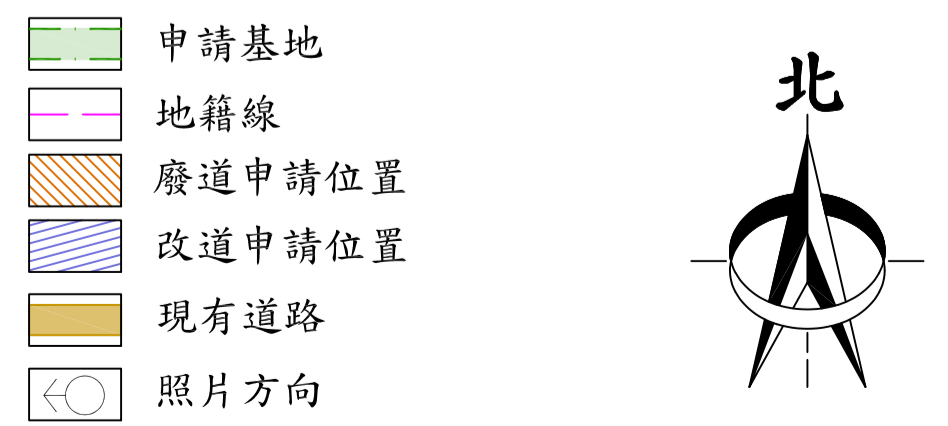 申請基地
地籍線
廢道申請位置
改道申請位置
現有道路
照片方向
北